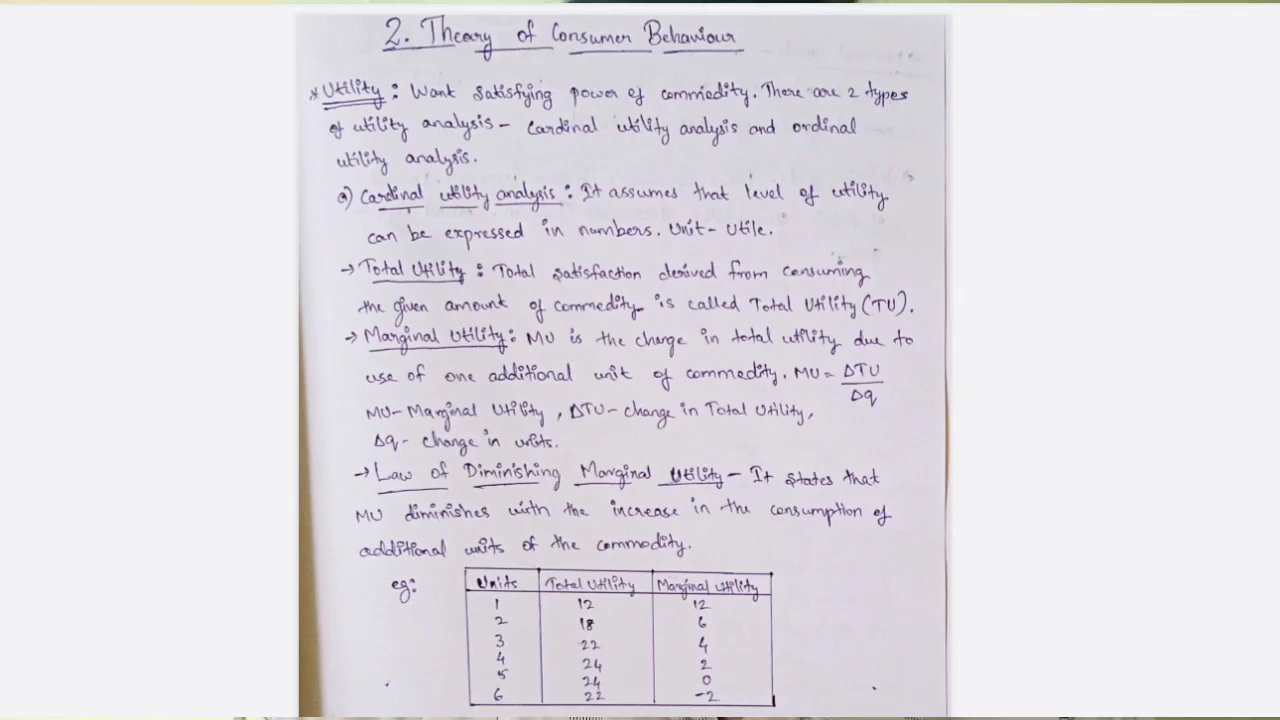 2. Theory of Consumer Behaviour
* Utility : Want satisfying power of commodity. There are 2 types
of utility analysis – Cardinal utility analysis and ordinal
utility analysis.
a) Cardinal utility analysis : It assumes that level of utility
can be expressed in numbers. Unit – Utile.
→ Total Utility : Total satisfaction derived from consuming
the given amount of commedity is called Total Utility (TU).
→ Marginal Utility : MU is the change in total utility due to
use of one additional unit of commedity. MU = ΔTU/Δq
MU – Marginal Utility , ΔTU – change in Total Utility,
Δq – change in units.
→ Law of Diminishing Marginal Utility – It states that
MU diminishes with the increase in the consumption of
additional units of the commodity.
eg:
Units Total Utility Marginal Utility
1 12 12
2 18 6
3 22 4
4 24 2
5 24 0
6 22 -2